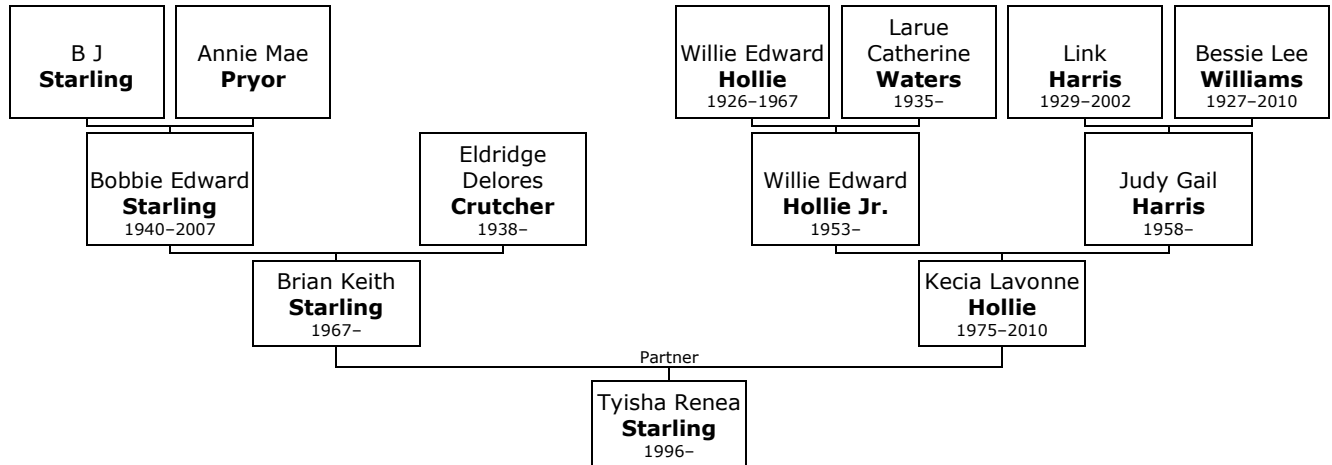 B J
Starling
Annie Mae
Pryor
Willie Edward
Hollie
1926–1967
Larue
Catherine
Waters
1935–
Link
Harris
1929–2002
Bessie Lee
Williams
1927–2010
Bobbie Edward
Starling
1940–2007
Eldridge
Delores
Crutcher
1938–
Willie Edward
Hollie Jr.
1953–
Judy Gail
Harris
1958–
Brian Keith
Starling
1967–
Kecia Lavonne
Hollie
1975–2010
Partner
Tyisha Renea
Starling
1996–